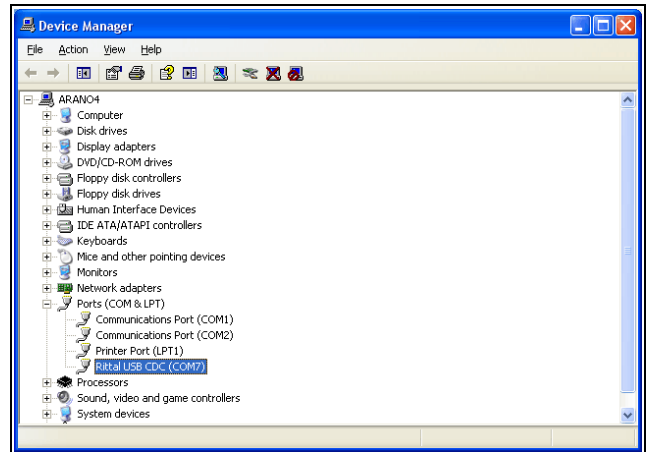 Device Manager
File Action View Help
ARANO4
Computer
Disk drives
Display adapters
DVD/CD-ROM drives
Floppy disk controllers
Floppy disk drives
Human Interface Devices
IDE ATA/ATAPI controllers
Keyboards
Mice and other pointing devices
Monitors
Network adapters
Ports (COM & LPT)
Communications Port (COM1)
Communications Port (COM2)
Printer Port (LPT1)
Rittal USB CDC (COM7)
Processors
Sound, video and game controllers
System devices